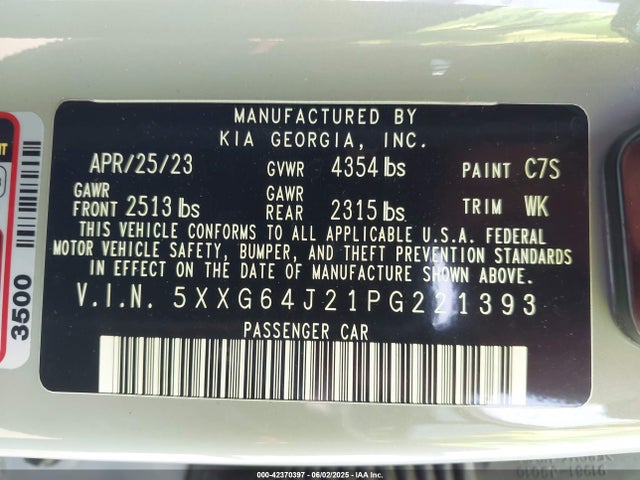 MANUFACTURED BY
KIA GEORGIA, INC.
APR/25/23 GVWR 4354 lbs PAINT C7S
GAWR FRONT 2513 lbs GAWR REAR 2315 lbs TRIM WK
THIS VEHICLE CONFORMS TO ALL APPLICABLE U.S.A. FEDERAL
MOTOR VEHICLE SAFETY, BUMPER, AND THEFT PREVENTION STANDARDS
IN EFFECT ON THE DATE OF MANUFACTURE SHOWN ABOVE.
V.I.N. 5XXG64J21PG221393
PASSENGER CAR
3500
00-42370397 - 06/02/2025 - IAA Inc.